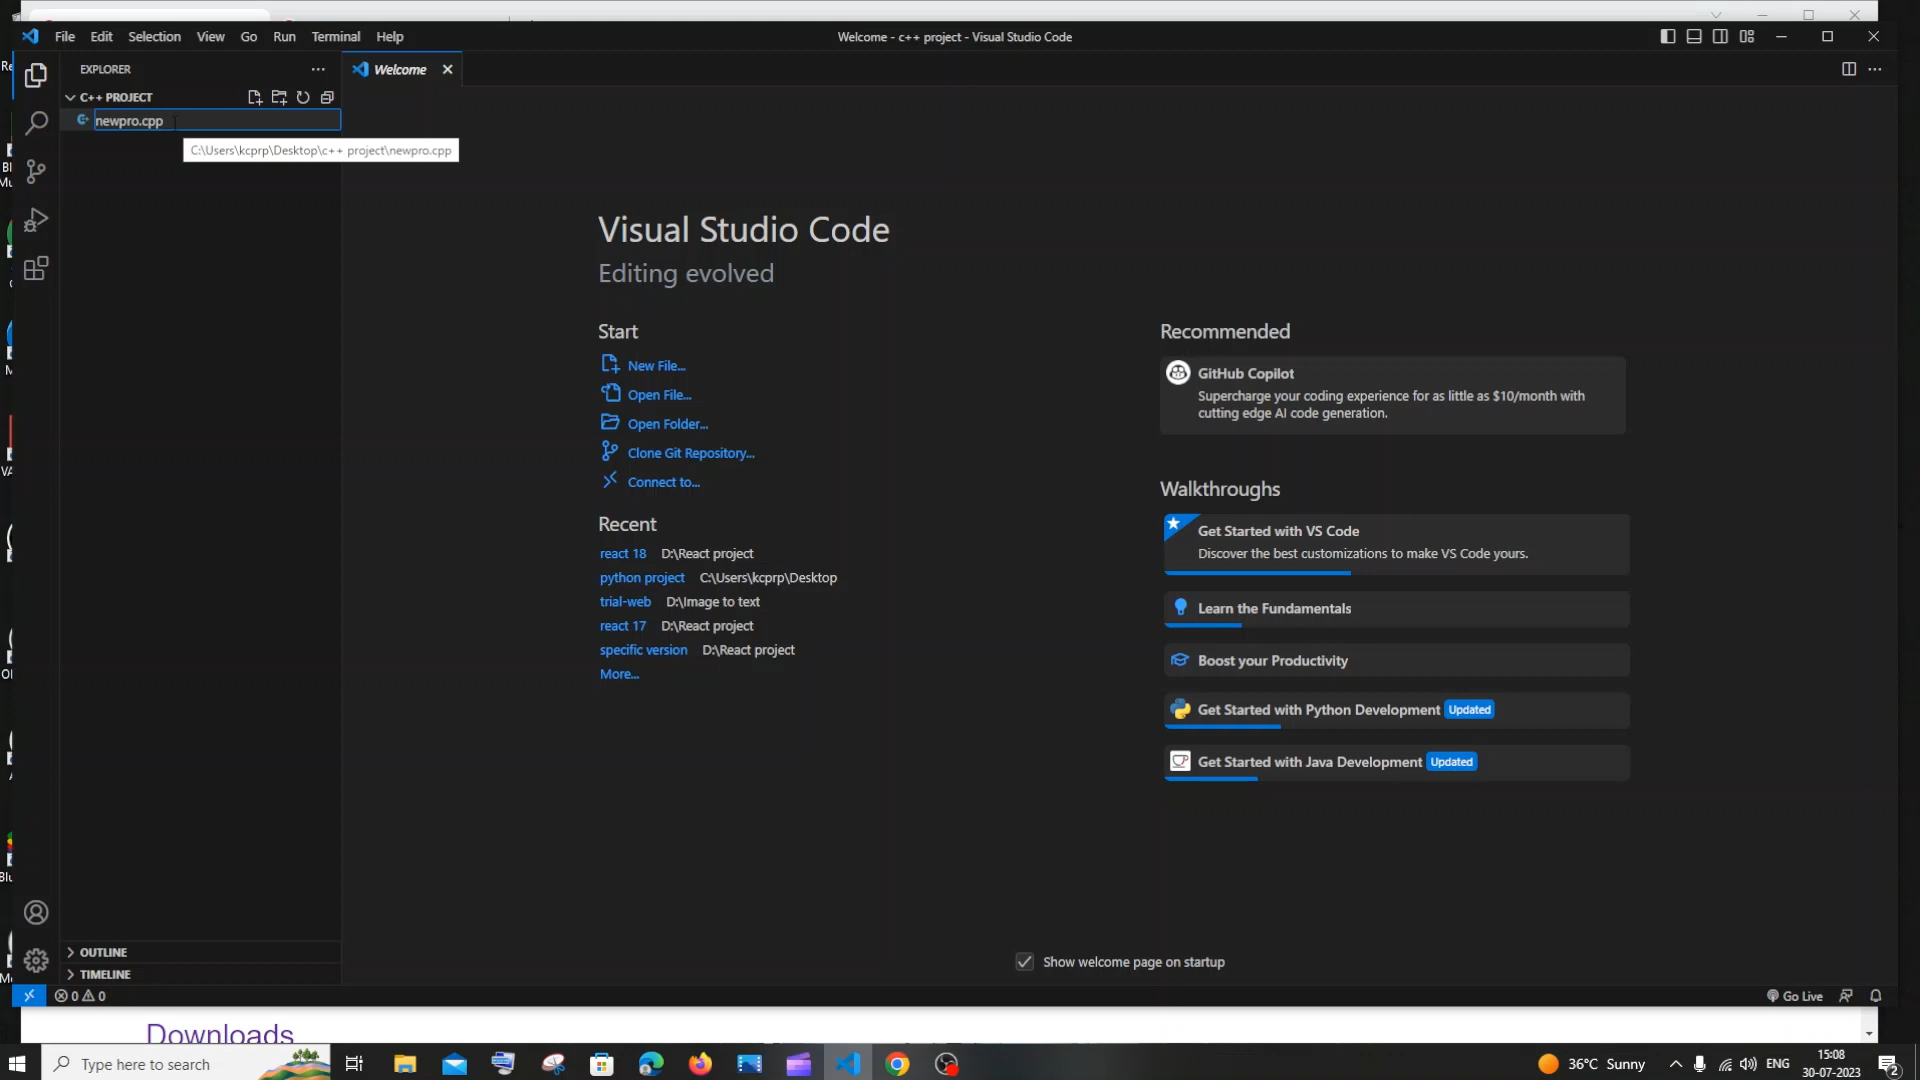 File Edit Selection View Go Run Terminal Help
Welcome - c++ project - Visual Studio Code
EXPLORER
Welcome
C++ PROJECT
newpro.cpp
C:\Users\kcprp\Desktop\c++ project\newpro.cpp
Visual Studio Code
Editing evolved
Start
New File...
Open File...
Open Folder...
Clone Git Repository...
Connect to...
Recent
react 18 D:\React project
python project C:\Users\kcprp\Desktop
trial-web D:\Image to text
react 17 D:\React project
specific version D:\React project
More...
Recommended
GitHub Copilot
Supercharge your coding experience for as little as $10/month with
cutting edge AI code generation.
Walkthroughs
Get Started with VS Code
Discover the best customizations to make VS Code yours.
Learn the Fundamentals
Boost your Productivity
Get Started with Python Development Updated
Get Started with Java Development Updated
Show welcome page on startup
OUTLINE
TIMELINE
0 0
Go Live
Downloads
Type here to search
36°C Sunny
ENG
15:08
30-07-2023
2